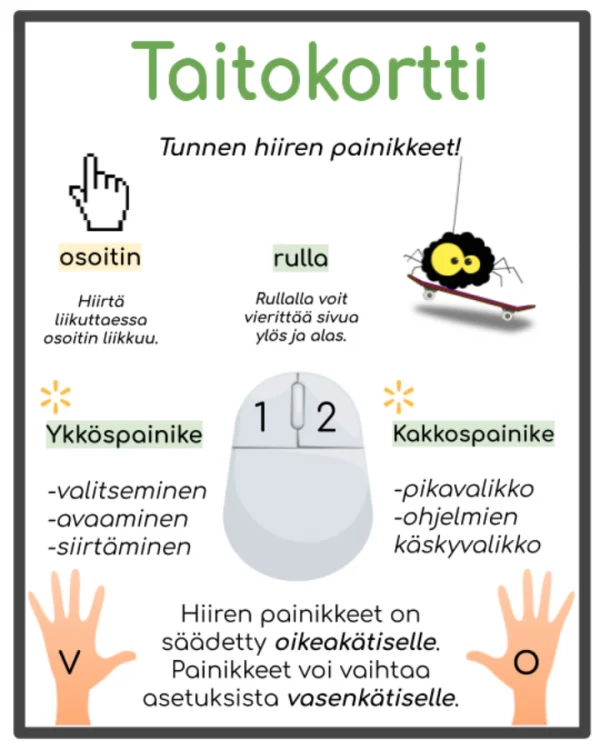 Taitokortti
Tunnen hiiren painikkeet!
osoitin
Hiirtä
liikuttaessa
osoitin liikkuu.
rulla
Rullalla voit
vierittää sivua
ylös ja alas.
1 2
Ykköspainike
-valitseminen
-avaaminen
-siirtäminen
Kakkospainike
-pikavalikko
-ohjelmien
käskyvalikko
V
Hiiren painikkeet on
säädetty oikeakätiselle.
Painikkeet voi vaihtaa
asetuksista vasenkätiselle.
O